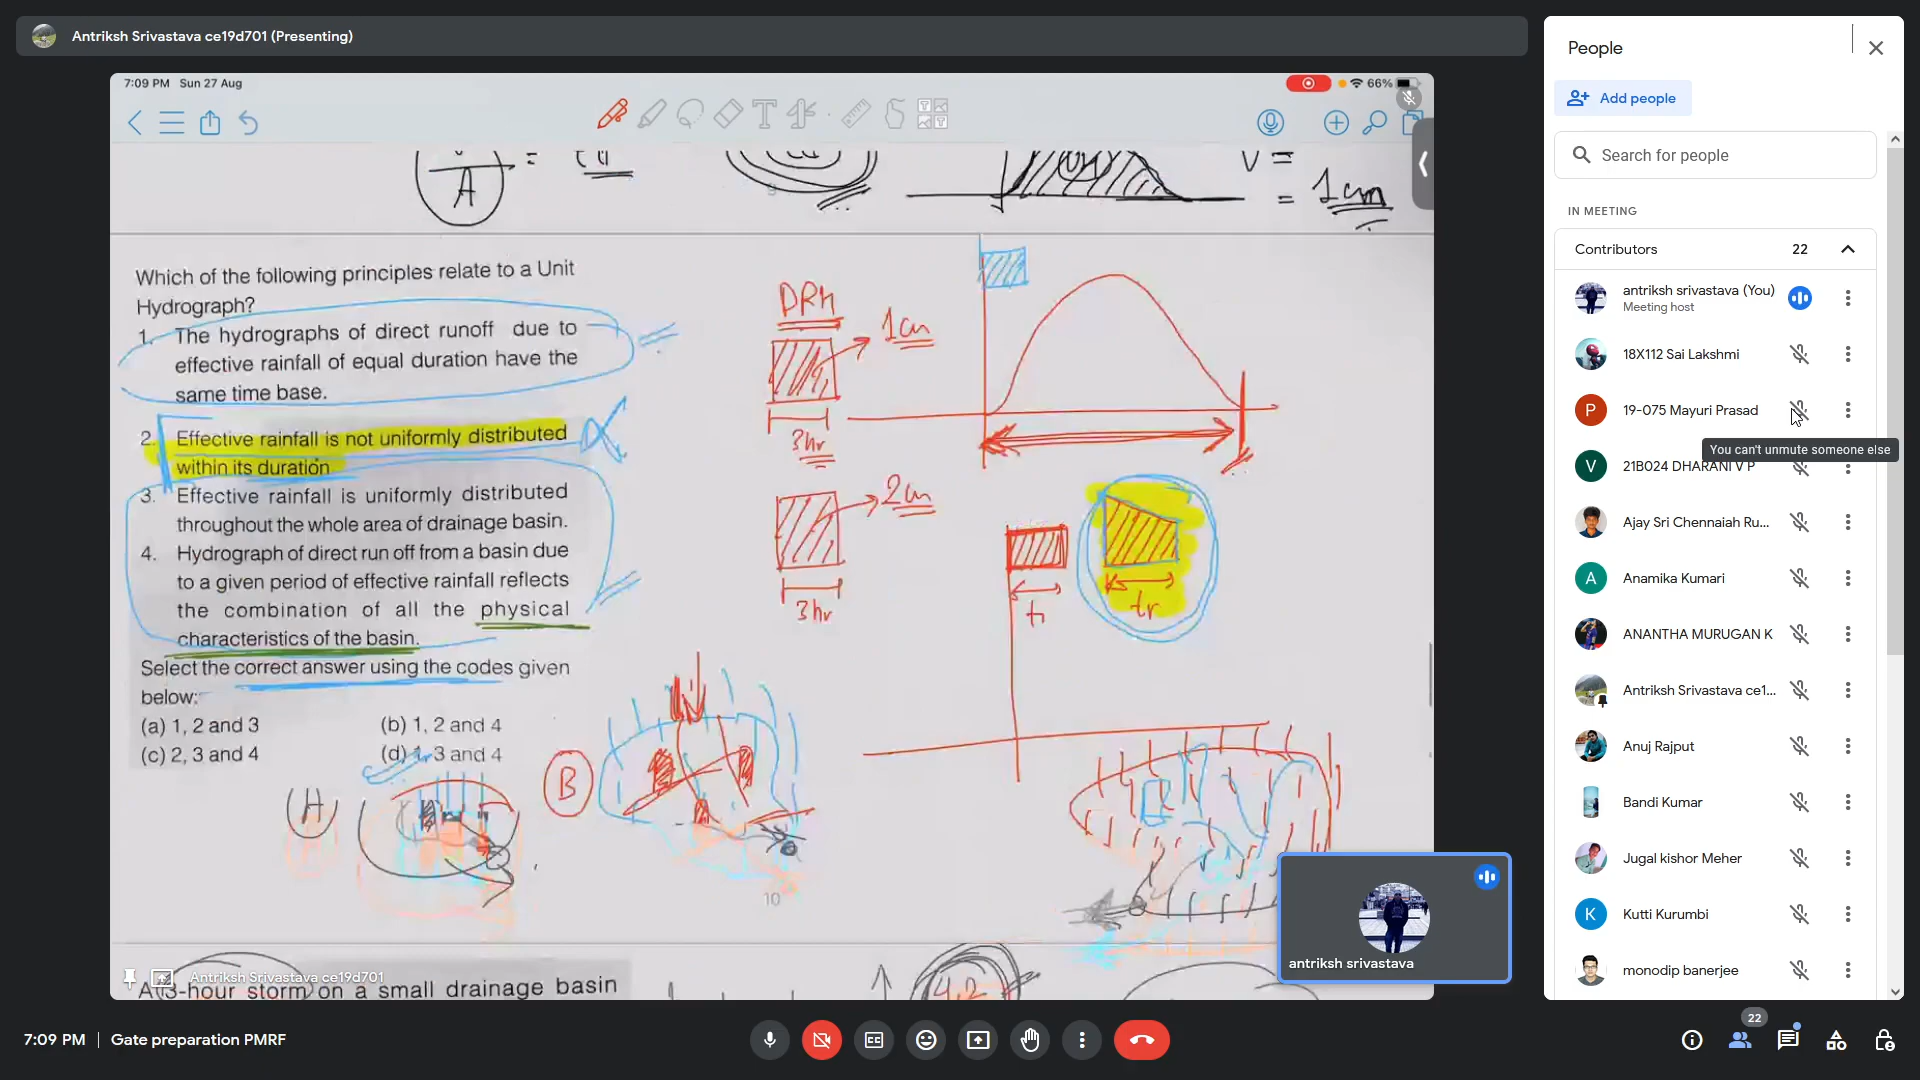 Antriksh Srivastava ce19d701 (Presenting)
7:09 PM Sun 27 Aug
66%
A
V =
= 1cm
Which of the following principles relate to a Unit
Hydrograph?
1. The hydrographs of direct runoff due to
effective rainfall of equal duration have the
same time base.
2. Effective rainfall is not uniformly distributed
within its duration
3. Effective rainfall is uniformly distributed
throughout the whole area of drainage basin.
4. Hydrograph of direct run off from a basin due
to a given period of effective rainfall reflects
the combination of all the physical
characteristics of the basin.
Select the correct answer using the codes given
below:
(a) 1, 2 and 3 (b) 1, 2 and 4
(c) 2, 3 and 4 (d) 1, 3 and 4
DRH
1cm
3hr
2cm
3hr
tr
B
10
A 3-hour storm on a small drainage basin
Antriksh Srivastava ce19d701
antriksh srivastava
People
Add people
Search for people
IN MEETING
Contributors 22
antriksh srivastava (You)
Meeting host
18X112 Sai Lakshmi
19-075 Mayuri Prasad
P
You can't unmute someone else
V
21B024 DHARANI V P
Ajay Sri Chennaiah Ru...
A
Anamika Kumari
ANANTHA MURUGAN K
Antriksh Srivastava ce1...
Anuj Rajput
Bandi Kumar
Jugal kishor Meher
K
Kutti Kurumbi
monodip banerjee
7:09 PM | Gate preparation PMRF
22